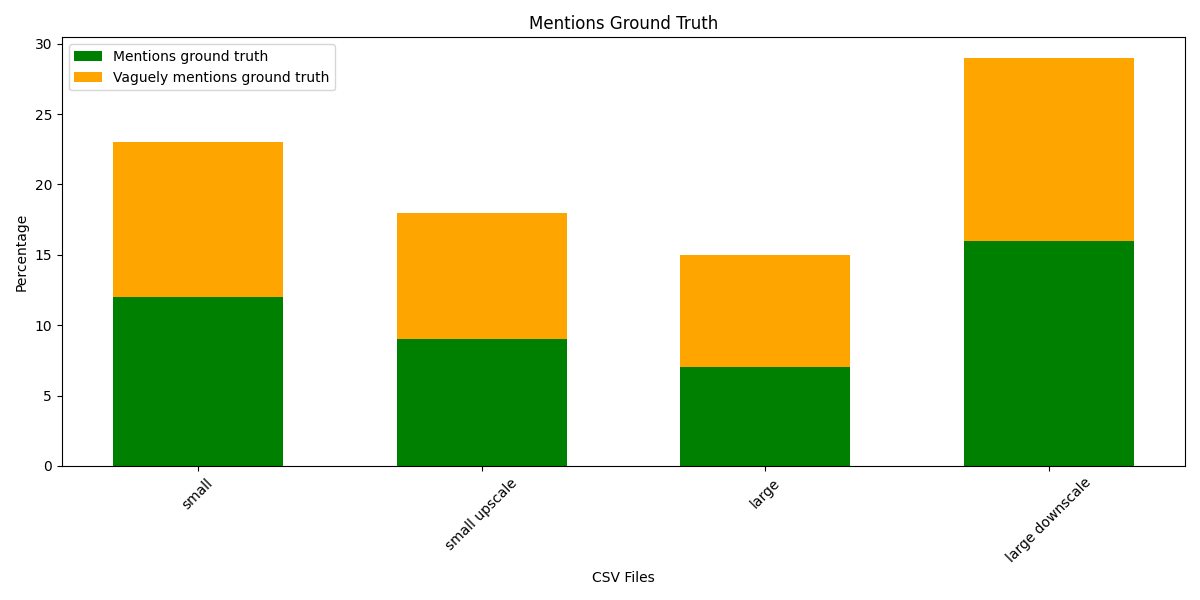 Mentions Ground Truth
Mentions ground truth
Vaguely mentions ground truth
30
25
20
15
10
5
0
Percentage
small
small upscale
large
large downscale
CSV Files